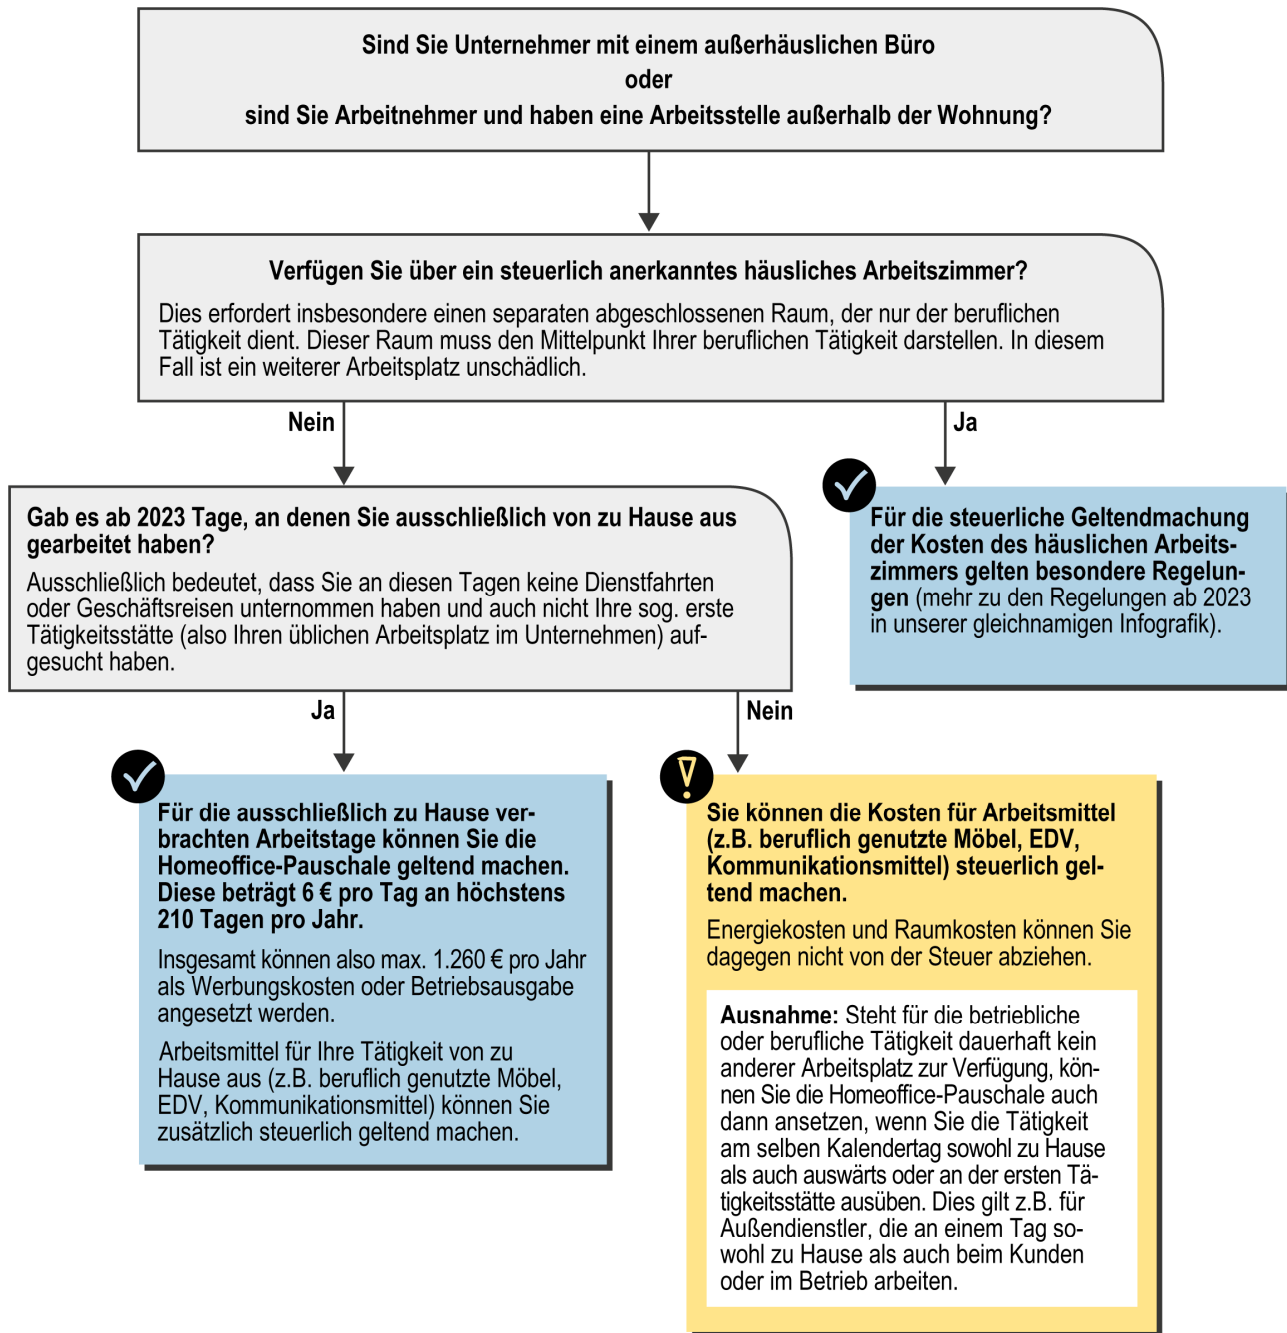 Sind Sie Unternehmer mit einem außerhäuslichen Büro
oder
sind Sie Arbeitnehmer und haben eine Arbeitsstelle außerhalb der Wohnung?
Verfügen Sie über ein steuerlich anerkanntes häusliches Arbeitszimmer?
Dies erfordert insbesondere einen separaten abgeschlossenen Raum, der nur der beruflichen
Tätigkeit dient. Dieser Raum muss den Mittelpunkt Ihrer beruflichen Tätigkeit darstellen. In diesem
Fall ist ein weiterer Arbeitsplatz unschädlich.
Nein
Ja
Gab es ab 2023 Tage, an denen Sie ausschließlich von zu Hause aus
gearbeitet haben?
Ausschließlich bedeutet, dass Sie an diesen Tagen keine Dienstfahrten
oder Geschäftsreisen unternommen haben und auch nicht Ihre sog. erste
Tätigkeitsstätte (also Ihren üblichen Arbeitsplatz im Unternehmen) auf-
gesucht haben.
Für die steuerliche Geltendmachung
der Kosten des häuslichen Arbeits-
zimmers gelten besondere Regelun-
gen (mehr zu den Regelungen ab 2023
in unserer gleichnamigen Infografik).
Ja
Nein
Für die ausschließlich zu Hause ver-
brachten Arbeitstage können Sie die
Homeoffice-Pauschale geltend machen.
Diese beträgt 6 € pro Tag an höchstens
210 Tagen pro Jahr.
Insgesamt können also max. 1.260 € pro Jahr
als Werbungskosten oder Betriebsausgabe
angesetzt werden.
Arbeitsmittel für Ihre Tätigkeit von zu
Hause aus (z.B. beruflich genutzte Möbel,
EDV, Kommunikationsmittel) können Sie
zusätzlich steuerlich geltend machen.
Sie können die Kosten für Arbeitsmittel
(z.B. beruflich genutzte Möbel, EDV,
Kommunikationsmittel) steuerlich gel-
tend machen.
Energiekosten und Raumkosten können Sie
dagegen nicht von der Steuer abziehen.
Ausnahme: Steht für die betriebliche
oder berufliche Tätigkeit dauerhaft kein
anderer Arbeitsplatz zur Verfügung, kön-
nen Sie die Homeoffice-Pauschale auch
dann ansetzen, wenn Sie die Tätigkeit
am selben Kalendertag sowohl zu Hause
als auch auswärts oder an der ersten Tä-
tigkeitsstätte ausüben. Dies gilt z.B. für
Außendienstler, die an einem Tag so-
wohl zu Hause als auch beim Kunden
oder im Betrieb arbeiten.